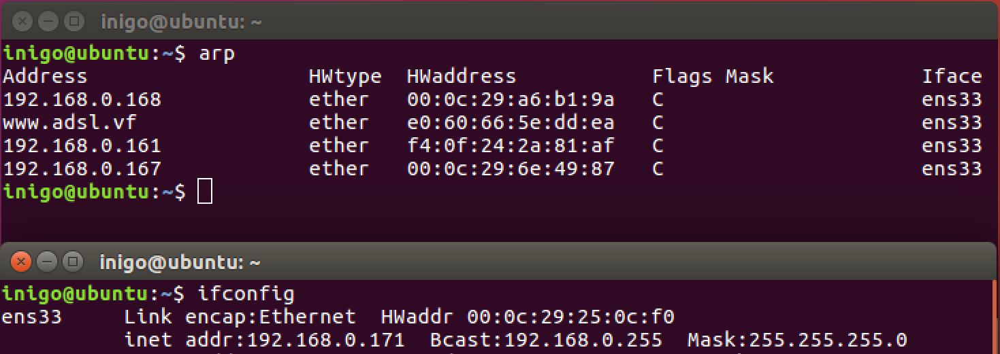 inigo@ubuntu: ~
inigo@ubuntu:~$ arp
Address HWtype HWaddress Flags Mask Iface
192.168.0.168 ether 00:0c:29:a6:b1:9a C ens33
www.adsl.vf ether e0:60:66:5e:dd:ea C ens33
192.168.0.161 ether f4:0f:24:2a:81:af C ens33
192.168.0.167 ether 00:0c:29:6e:49:87 C ens33
inigo@ubuntu:~$
inigo@ubuntu: ~
inigo@ubuntu:~$ ifconfig
ens33 Link encap:Ethernet HWaddr 00:0c:29:25:0c:f0
inet addr:192.168.0.171 Bcast:192.168.0.255 Mask:255.255.255.0